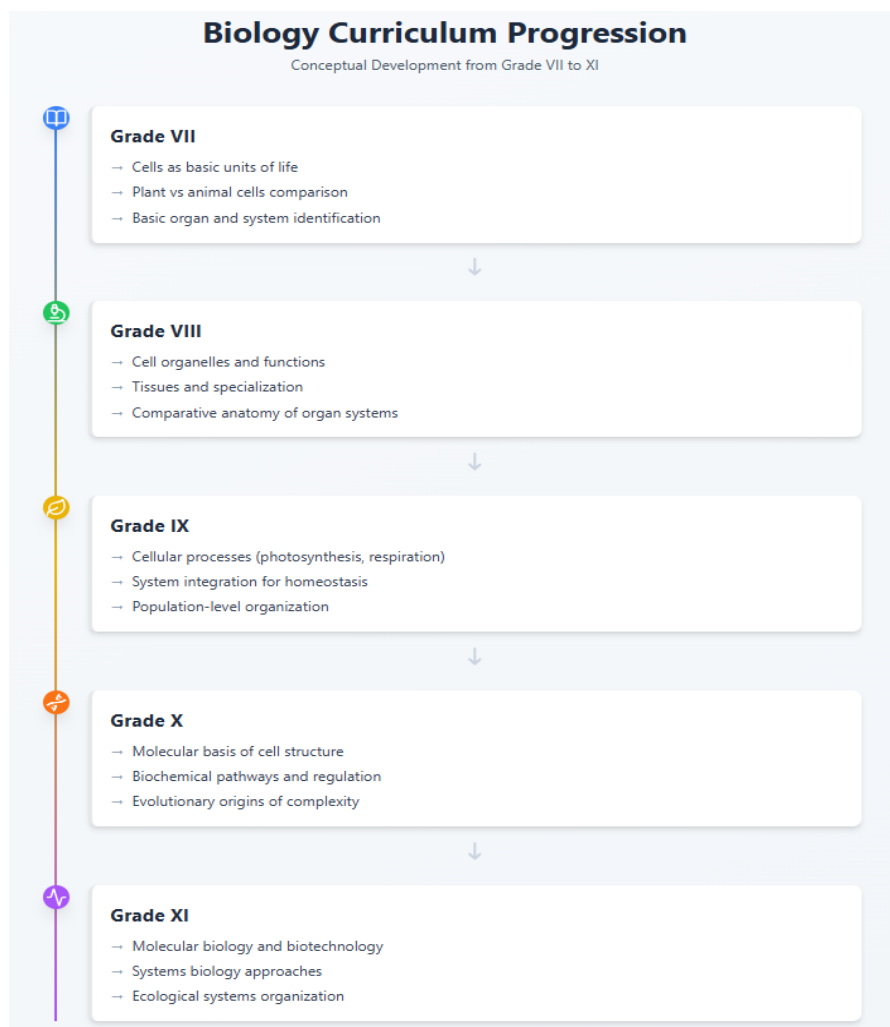 Biology Curriculum Progression
Conceptual Development from Grade VII to XI
Grade VII
→ Cells as basic units of life
→ Plant vs animal cells comparison
→ Basic organ and system identification
↓
Grade VIII
→ Cell organelles and functions
→ Tissues and specialization
→ Comparative anatomy of organ systems
↓
Grade IX
→ Cellular processes (photosynthesis, respiration)
→ System integration for homeostasis
→ Population-level organization
↓
Grade X
→ Molecular basis of cell structure
→ Biochemical pathways and regulation
→ Evolutionary origins of complexity
↓
Grade XI
→ Molecular biology and biotechnology
→ Systems biology approaches
→ Ecological systems organization